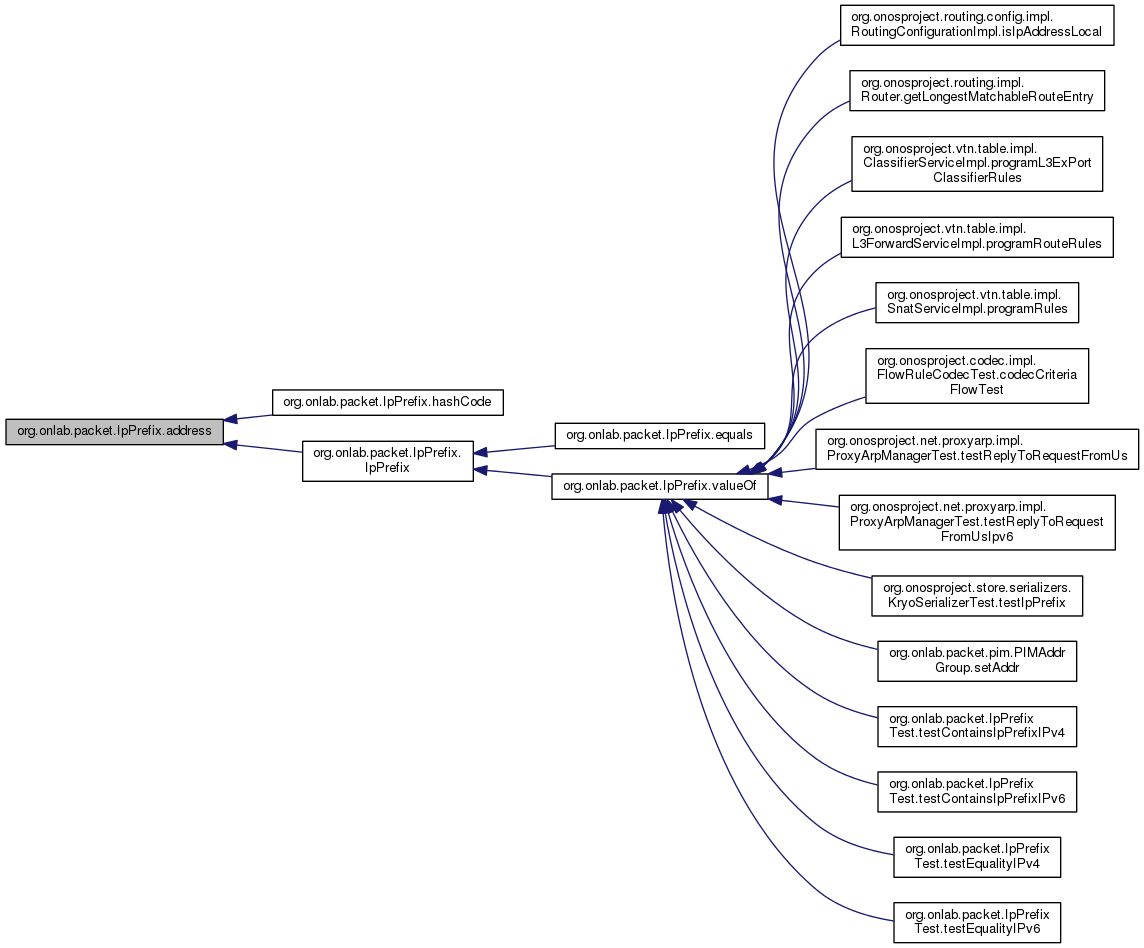 org.onosproject.routing.config.impl.
RoutingConfigurationImpl.isIpAddressLocal
org.onosproject.routing.impl.
Router.getLongestMatchableRouteEntry
org.onosproject.vtn.table.impl.
ClassifierServiceImpl.programL3ExPort
ClassifierRules
org.onosproject.vtn.table.impl.
L3ForwardServiceImpl.programRouteRules
org.onosproject.vtn.table.impl.
SnatServiceImpl.programRules
org.onosproject.codec.impl.
FlowRuleCodecTest.codecCriteria
FlowTest
org.onlab.packet.IpPrefix.hashCode
org.onlab.packet.IpPrefix.address
org.onlab.packet.IpPrefix.
IpPrefix
org.onlab.packet.IpPrefix.equals
org.onlab.packet.IpPrefix.valueOf
org.onosproject.net.proxyarp.impl.
ProxyArpManagerTest.testReplyToRequestFromUs
org.onosproject.net.proxyarp.impl.
ProxyArpManagerTest.testReplyToRequest
FromUsIpv6
org.onosproject.store.serializers.
KryoSerializerTest.testIpPrefix
org.onlab.packet.pim.PIMAddr
Group.setAddr
org.onlab.packet.IpPrefix
Test.testContainsIpPrefixIPv4
org.onlab.packet.IpPrefix
Test.testContainsIpPrefixIPv6
org.onlab.packet.IpPrefix
Test.testEqualityIPv4
org.onlab.packet.IpPrefix
Test.testEqualityIPv6